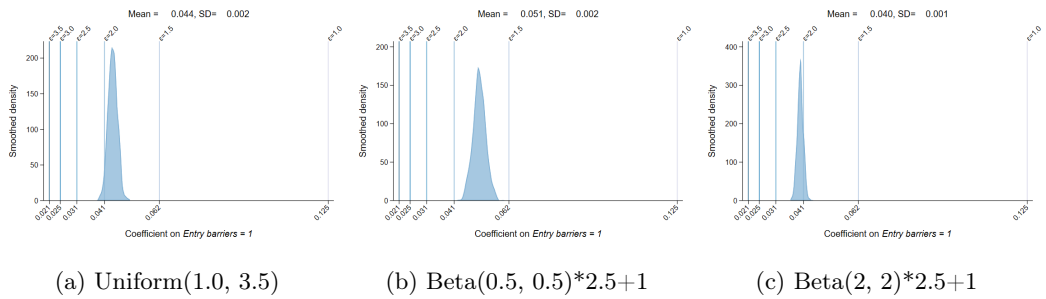 Mean = 0.044, SD= 0.002
ε=3.5
ε=3.0
ε=2.5
ε=2.0
ε=1.5
ε=1.0
Smoothed density
200
150
100
50
0
0.021
0.025
0.031
0.041
0.062
0.125
Coefficient on Entry barriers = 1
(a) Uniform(1.0, 3.5)
Mean = 0.051, SD= 0.002
ε=3.5
ε=3.0
ε=2.5
ε=2.0
ε=1.5
ε=1.0
Smoothed density
200
150
100
50
0
0.021
0.025
0.031
0.041
0.062
0.125
Coefficient on Entry barriers = 1
(b) Beta(0.5, 0.5)*2.5+1
Mean = 0.040, SD= 0.001
ε=3.5
ε=3.0
ε=2.5
ε=2.0
ε=1.5
ε=1.0
Smoothed density
400
300
200
100
0
0.021
0.025
0.031
0.041
0.062
0.125
Coefficient on Entry barriers = 1
(c) Beta(2, 2)*2.5+1